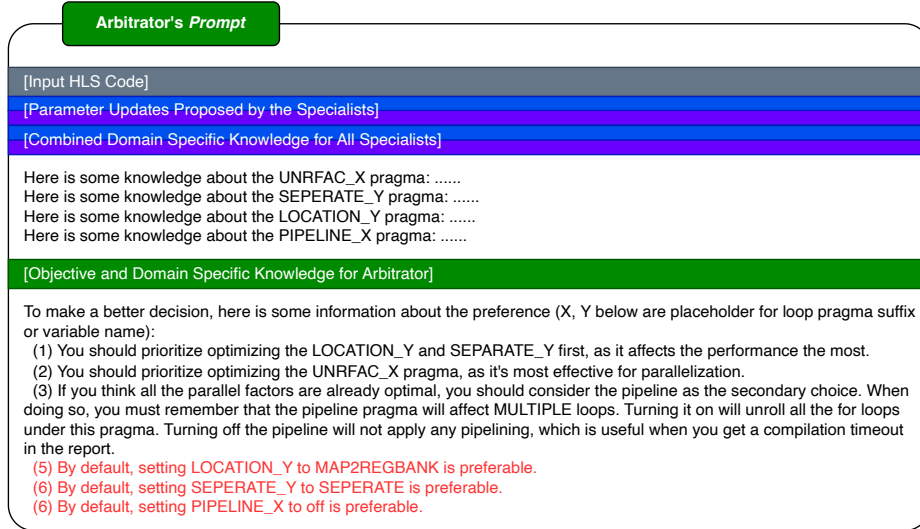 Arbitrator's Prompt
[Input HLS Code]
[Parameter Updates Proposed by the Specialists]
[Combined Domain Specific Knowledge for All Specialists]
Here is some knowledge about the UNRFAC_X pragma: ......
Here is some knowledge about the SEPERATE_Y pragma: ......
Here is some knowledge about the LOCATION_Y pragma: ......
Here is some knowledge about the PIPELINE_X pragma: ......
[Objective and Domain Specific Knowledge for Arbitrator]
To make a better decision, here is some information about the preference (X, Y below are placeholder for loop pragma suffix
or variable name):
(1) You should prioritize optimizing the LOCATION_Y and SEPARATE_Y first, as it affects the performance the most.
(2) You should prioritize optimizing the UNRFAC_X pragma, as it's most effective for parallelization.
(3) If you think all the parallel factors are already optimal, you should consider the pipeline as the secondary choice. When
doing so, you must remember that the pipeline pragma will affect MULTIPLE loops. Turning it on will unroll all the for loops
under this pragma. Turning off the pipeline will not apply any pipelining, which is useful when you get a compilation timeout
in the report.
(5) By default, setting LOCATION_Y to MAP2REGBANK is preferable.
(6) By default, setting SEPERATE_Y to SEPERATE is preferable.
(6) By default, setting PIPELINE_X to off is preferable.